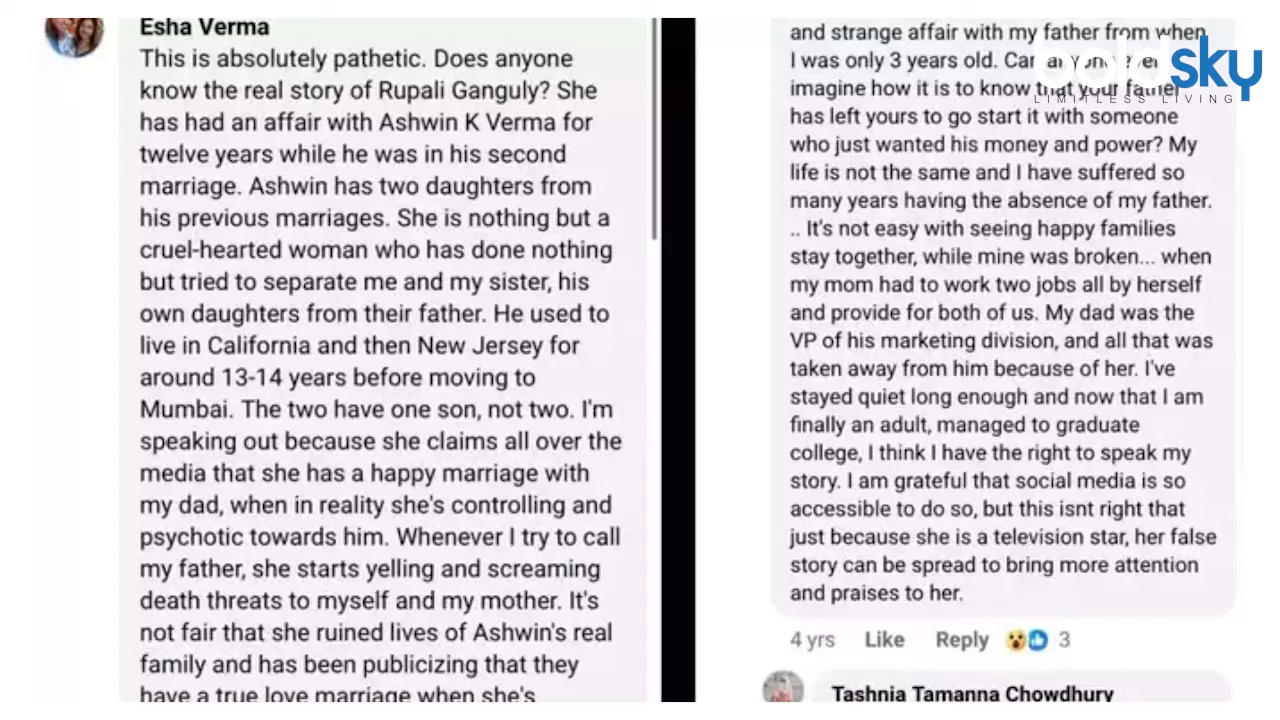 Esha Verma
This is absolutely pathetic. Does anyone
know the real story of Rupali Ganguly? She
has had an affair with Ashwin K Verma for
twelve years while he was in his second
marriage. Ashwin has two daughters from
his previous marriages. She is nothing but a
cruel-hearted woman who has done nothing
but tried to separate me and my sister, his
own daughters from their father. He used to
live in California and then New Jersey for
around 13-14 years before moving to
Mumbai. The two have one son, not two. I'm
speaking out because she claims all over the
media that she has a happy marriage with
my dad, when in reality she's controlling and
psychotic towards him. Whenever I try to call
my father, she starts yelling and screaming
death threats to myself and my mother. It's
not fair that she ruined lives of Ashwin's real
family and has been publicizing that they
have a true love marriage when she's
and strange affair with my father from when
I was only 3 years old. Can anyone ever
imagine how it is to know that your father
has left yours to go start it with someone
who just wanted his money and power? My
life is not the same and I have suffered so
many years having the absence of my father.
.. It's not easy with seeing happy families
stay together, while mine was broken... when
my mom had to work two jobs all by herself
and provide for both of us. My dad was the
VP of his marketing division, and all that was
taken away from him because of her. I've
stayed quiet long enough and now that I am
finally an adult, managed to graduate
college, I think I have the right to speak my
story. I am grateful that social media is so
accessible to do so, but this isnt right that
just because she is a television star, her false
story can be spread to bring more attention
and praises to her.
4 yrs Like Reply 3
Tashnia Tamanna Chowdhury
boldsky
LIMITLESS LIVING